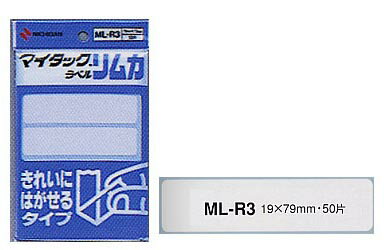 NICHIBAN
ML-R3
マイタック
ラベル リムカ
きれいに
はがせる
タイプ
ML-R3 19×79mm・50片